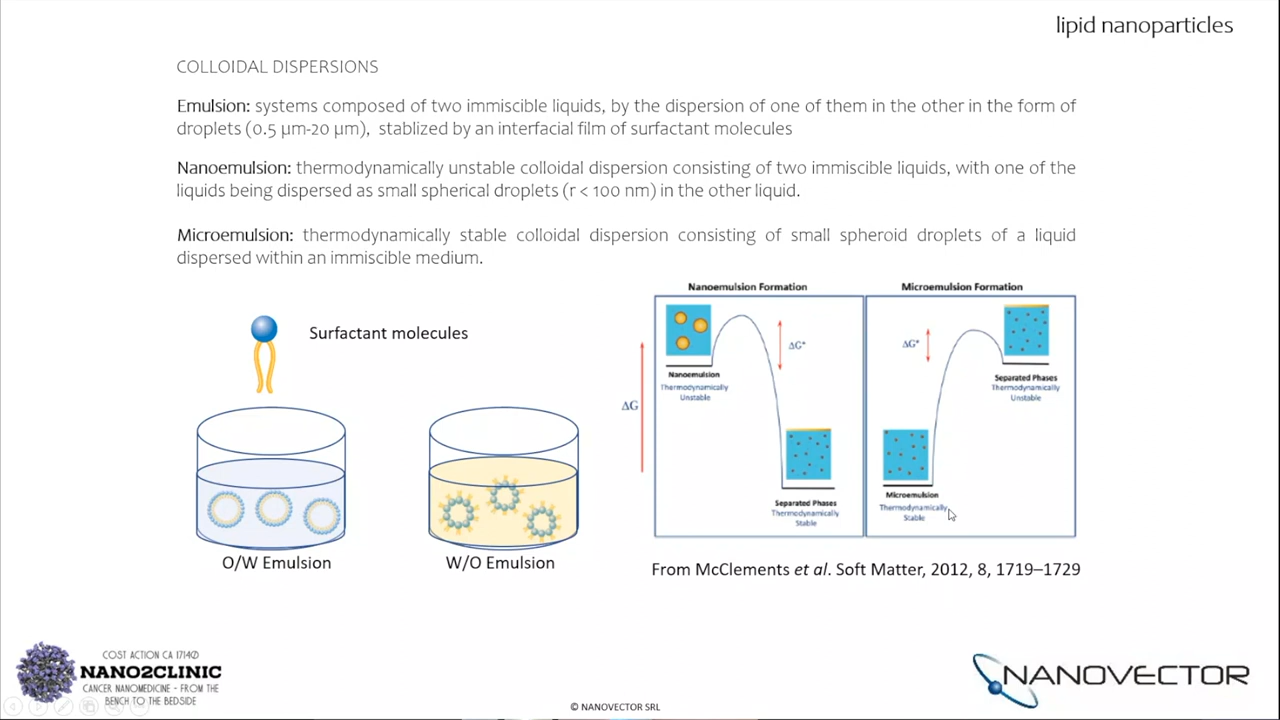 lipid nanoparticles
COLLOIDAL DISPERSIONS
Emulsion: systems composed of two immiscible liquids, by the dispersion of one of them in the other in the form of
droplets (0.5 µm-20 µm), stablized by an interfacial film of surfactant molecules
Nanoemulsion: thermodynamically unstable colloidal dispersion consisting of two immiscible liquids, with one of the
liquids being dispersed as small spherical droplets (r < 100 nm) in the other liquid.
Microemulsion: thermodynamically stable colloidal dispersion consisting of small spheroid droplets of a liquid
dispersed within an immiscible medium.
Surfactant molecules
O/W Emulsion
W/O Emulsion
Nanoemulsion Formation
ΔG
Nanoemulsion
Thermodynamically
Unstable
ΔG*
Separated Phases
Thermodynamically
Stable
Microemulsion Formation
ΔG*
Separated Phases
Thermodynamically
Unstable
Microemulsion
Thermodynamically
Stable
From McClements et al. Soft Matter, 2012, 8, 1719–1729
COST ACTION CA 17140
NANO2CLINIC
CANCER NANOMEDICINE - FROM THE
BENCH TO THE BEDSIDE
© NANOVECTOR SRL
NANOVECTOR